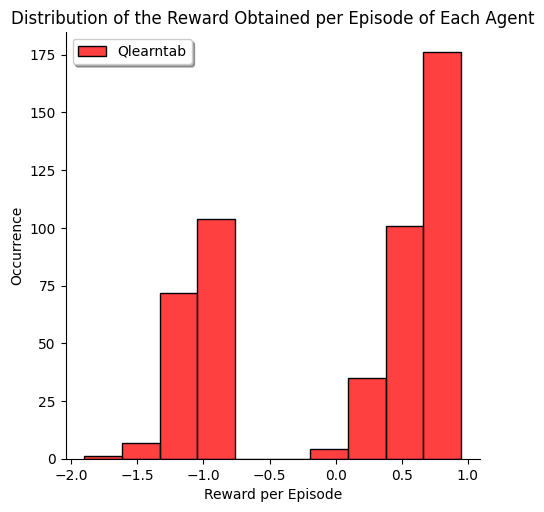 Distribution of the Reward Obtained per Episode of Each Agent
Qlearntab
175
150
125
100
75
50
25
0
Occurrence
−2.0 −1.5 −1.0 −0.5 0.0 0.5 1.0
Reward per Episode